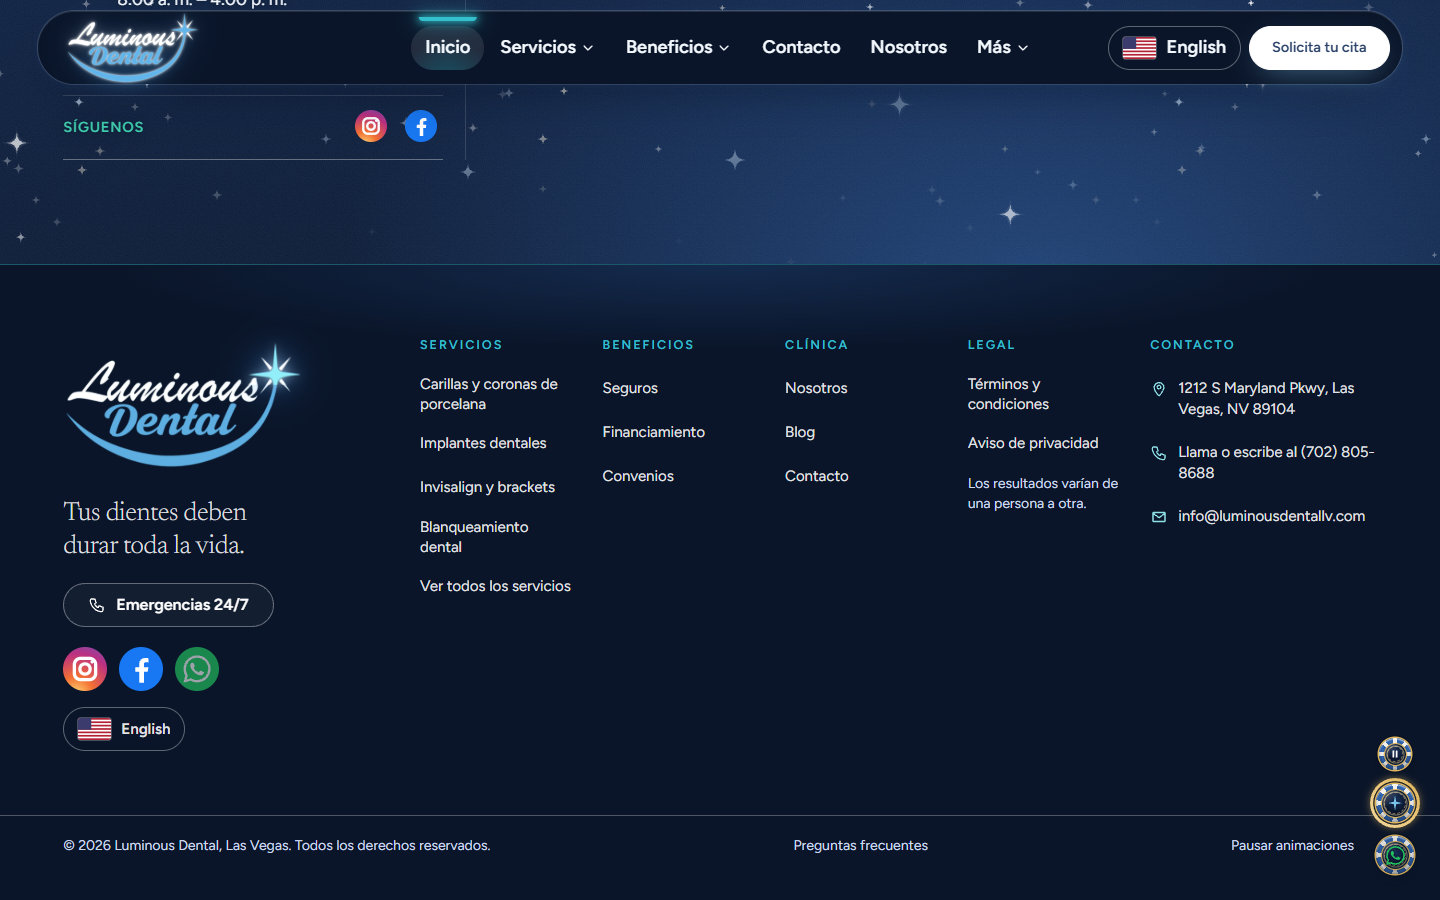 8:00 a. m. – 4:00 p. m.
Luminous
Dental
Inicio
Servicios
Beneficios
Contacto
Nosotros
Más
English
Solicita tu cita
SÍGUENOS
Luminous
Dental
Tus dientes deben
durar toda la vida.
Emergencias 24/7
English
SERVICIOS
Carillas y coronas de
porcelana
Implantes dentales
Invisalign y brackets
Blanqueamiento
dental
Ver todos los servicios
BENEFICIOS
Seguros
Financiamiento
Convenios
CLÍNICA
Nosotros
Blog
Contacto
LEGAL
Términos y
condiciones
Aviso de privacidad
Los resultados varían de
una persona a otra.
CONTACTO
1212 S Maryland Pkwy, Las
Vegas, NV 89104
Llama o escribe al (702) 805-
8688
info@luminousdentallv.com
© 2026 Luminous Dental, Las Vegas. Todos los derechos reservados.
Preguntas frecuentes
Pausar animaciones